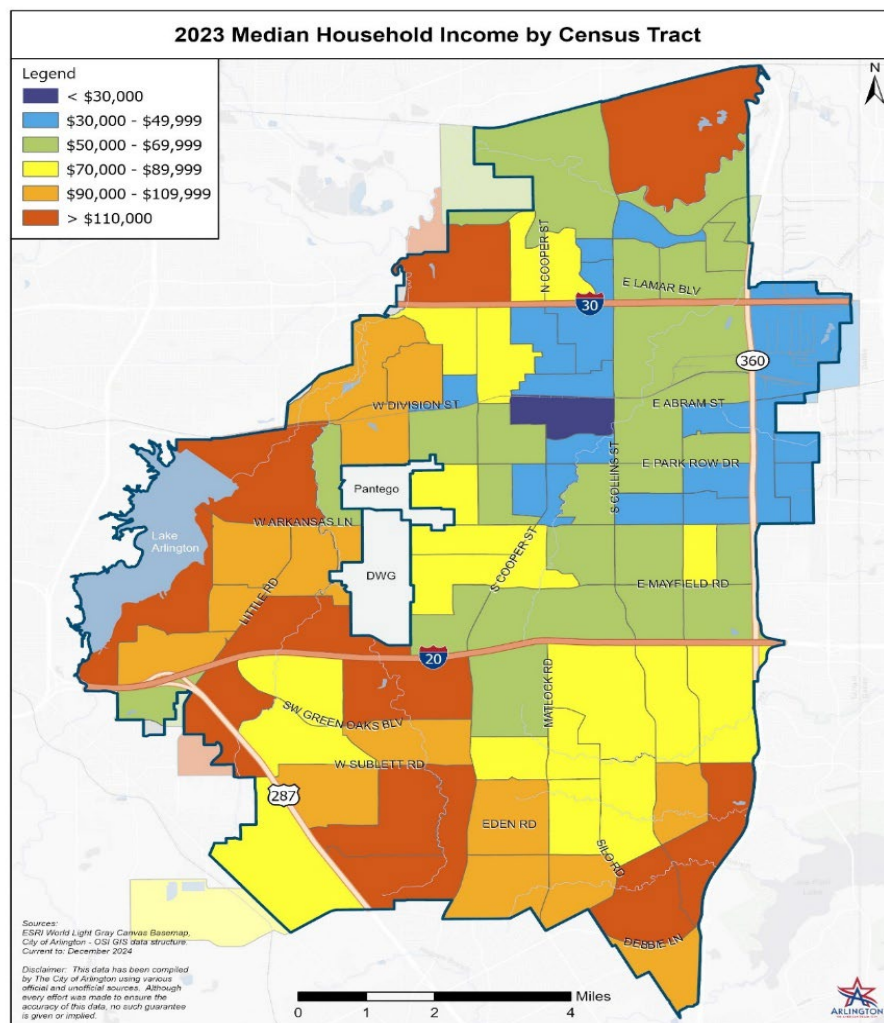 2023 Median Household Income by Census Tract
Legend
< $30,000
$30,000 - $49,999
$50,000 - $69,999
$70,000 - $89,999
$90,000 - $109,999
> $110,000
N
N COOPER ST
E LAMAR BLV
30
360
W DIVISION ST
E ABRAM ST
E PARK ROW DR
S COLLINS ST
Pantego
W ARKANSAS LN
Lake
Arlington
DWG
S COOPER ST
E MAYFIELD RD
LITTLE RD
20
MATLOCK RD
SW GREEN OAKS BLV
W SUBLETT RD
287
EDEN RD
SILO RD
DEBBIE LN
Sources:
ESRI World Light Gray Canvas Basemap,
City of Arlington - OSI GIS data structure.
Current to: December 2024
Disclaimer: This data has been compiled
by The City of Arlington using various
official and unofficial sources. Although
every effort was made to ensure the
accuracy of this data, no such guarantee
is given or implied.
Miles
0 1 2 4
ARLINGTON